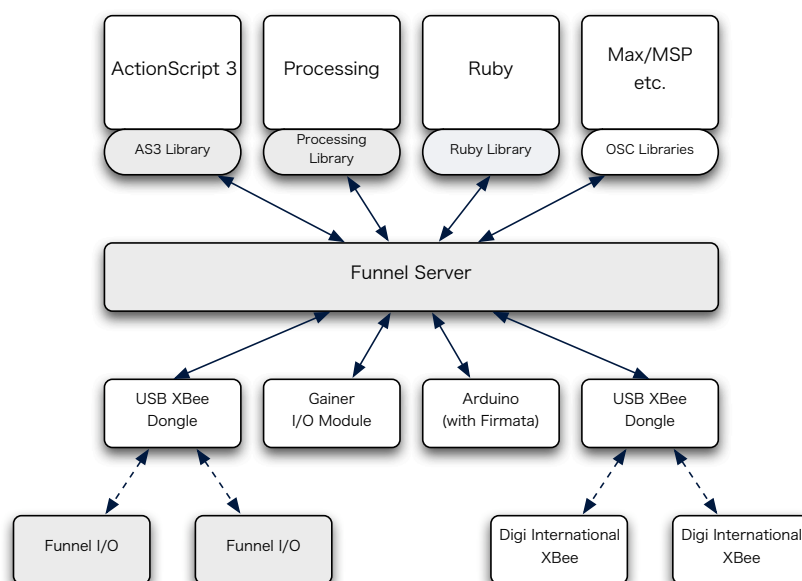 ActionScript 3
Processing
Ruby
Max/MSP
etc.
AS3 Library
Processing
Library
Ruby Library
OSC Libraries
Funnel Server
USB XBee
Dongle
Gainer
I/O Module
Arduino
(with Firmata)
USB XBee
Dongle
Funnel I/O
Funnel I/O
Digi International
XBee
Digi International
XBee